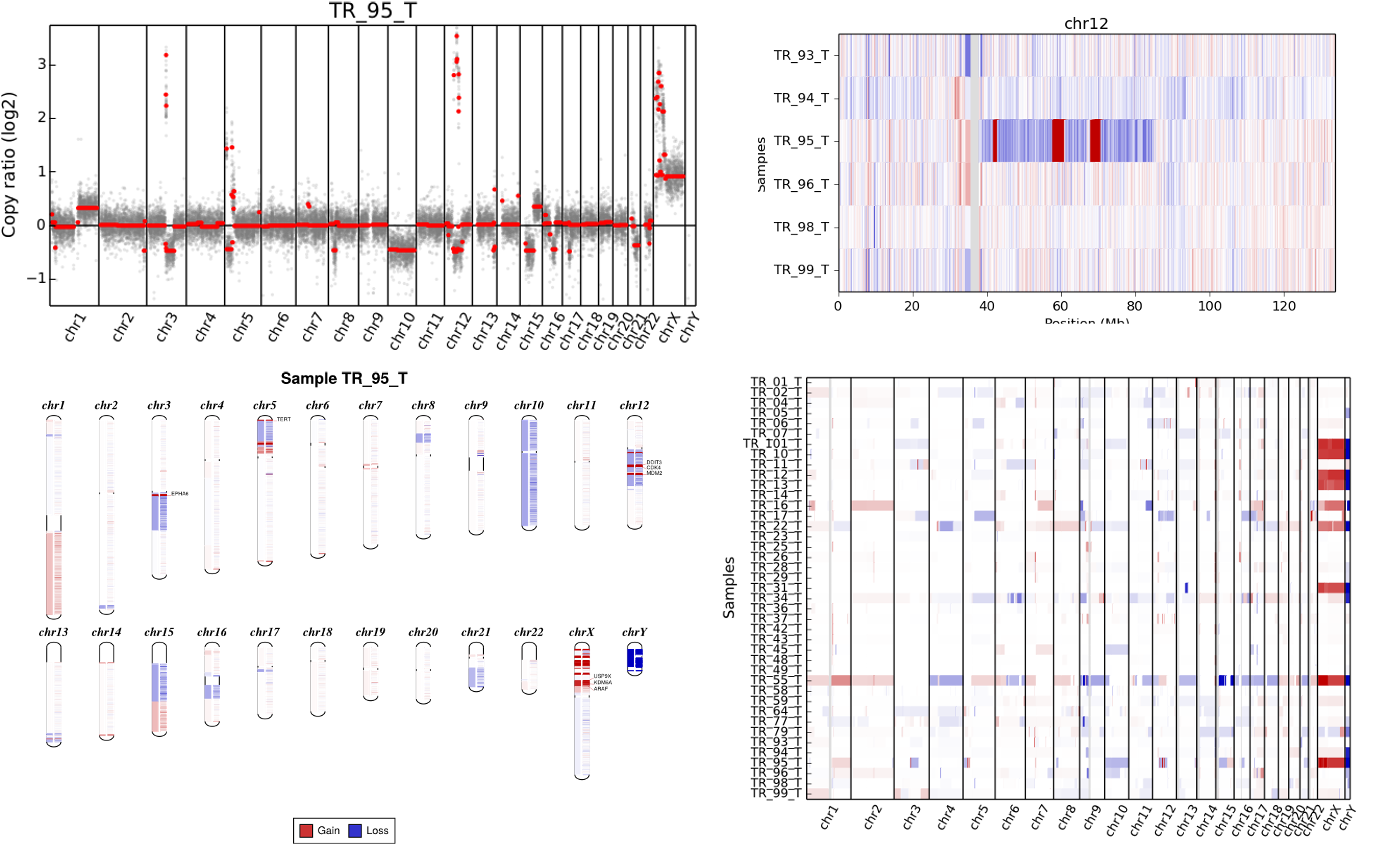 TR_95_T
Copy ratio (log2)
3
2
1
0
−1
chr1 chr2 chr3 chr4 chr5 chr6 chr7 chr8 chr9 chr10 chr11 chr12 chr13 chr14 chr15 chr16 chr17 chr18 chr19 chr20 chr21 chr22 chrX chrY
chr12
Samples
TR_93_T
TR_94_T
TR_95_T
TR_96_T
TR_98_T
TR_99_T
0 20 40 60 80 100 120
Position (Mb)
Sample TR_95_T
chr1 chr2 chr3 chr4 chr5 chr6 chr7 chr8 chr9 chr10 chr11 chr12
TERT
DDIT3
CDK4
MDM2
EPHA6
chr13 chr14 chr15 chr16 chr17 chr18 chr19 chr20 chr21 chr22 chrX chrY
USP9X
KDM6A
ARAF
Gain Loss
Samples
TR_01_T
TR_02_T
TR_04_T
TR_05_T
TR_06_T
TR_07_T
TR_101_T
TR_10_T
TR_11_T
TR_12_T
TR_13_T
TR_14_T
TR_16_T
TR_17_T
TR_22_T
TR_23_T
TR_25_T
TR_26_T
TR_28_T
TR_29_T
TR_31_T
TR_34_T
TR_36_T
TR_37_T
TR_42_T
TR_43_T
TR_45_T
TR_48_T
TR_49_T
TR_55_T
TR_58_T
TR_59_T
TR_64_T
TR_77_T
TR_79_T
TR_93_T
TR_94_T
TR_95_T
TR_96_T
TR_98_T
TR_99_T
chr1 chr2 chr3 chr4 chr5 chr6 chr7 chr8 chr9 chr10 chr11 chr12 chr13 chr14 chr15 chr16 chr17 chr18 chr19 chr20 chr21 chr22 chrX chrY